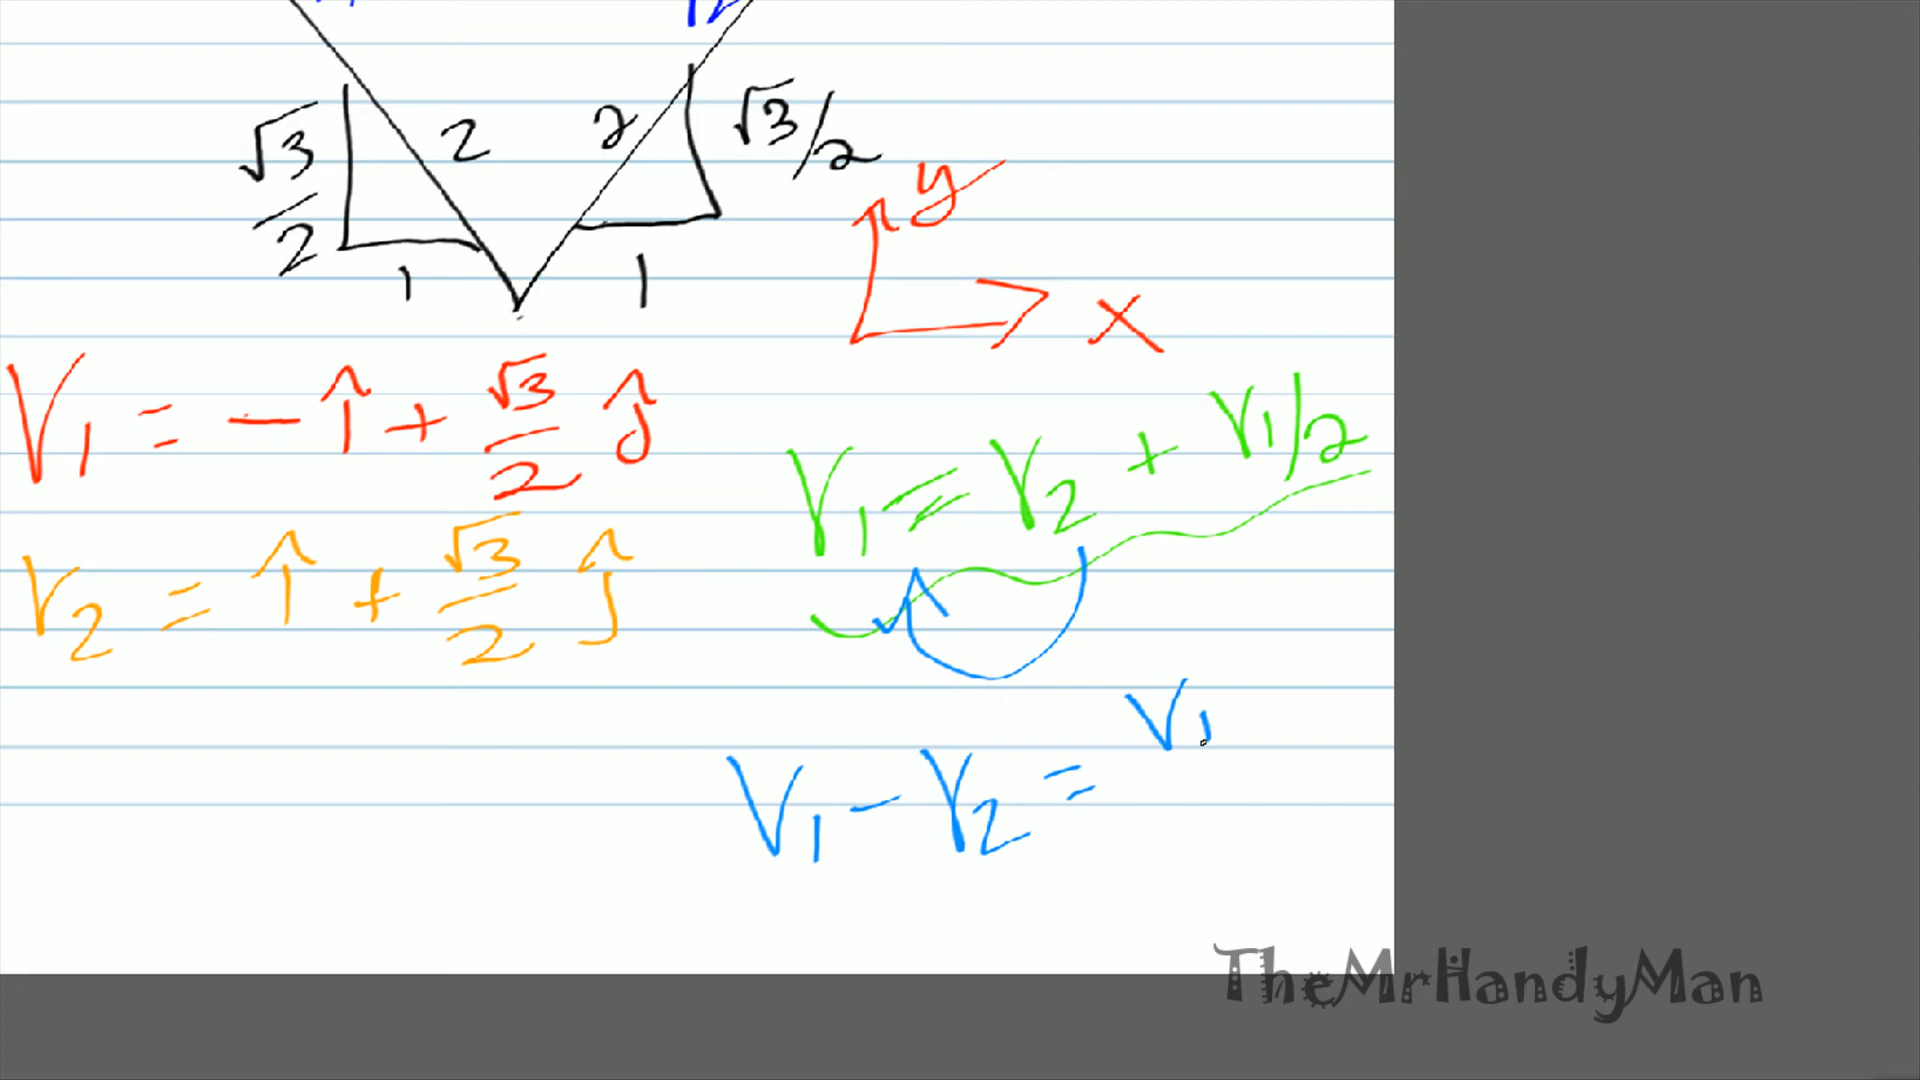 √3/2 2 2 √3/2
1 1
y
x
V1 = -î + √3/2 ĵ
V1 = V2 + V1/2
V2 = î + √3/2 ĵ
V1 - V2 = V1
TheMrHandyMan